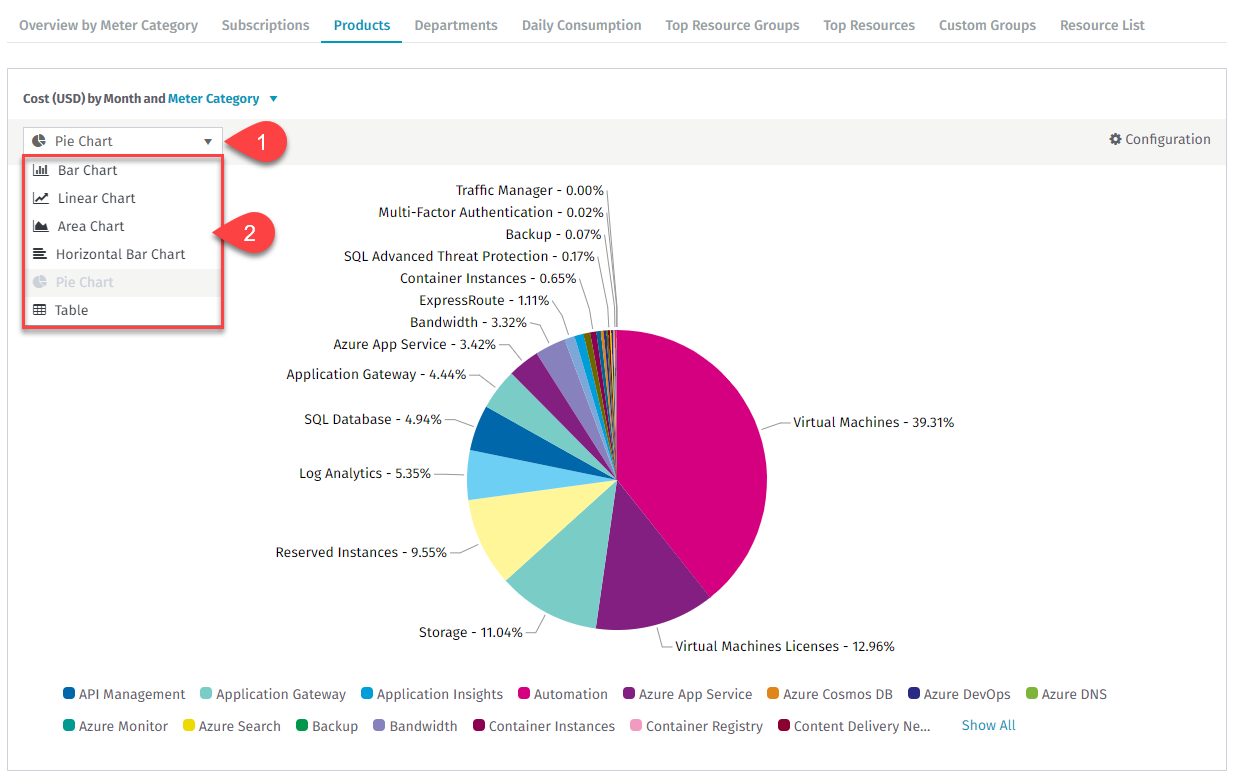 Overview by Meter Category Subscriptions Products Departments Daily Consumption Top Resource Groups Top Resources Custom Groups Resource List
Cost (USD) by Month and Meter Category
Pie Chart
1
Configuration
Bar Chart
Linear Chart
Area Chart
Horizontal Bar Chart
Pie Chart
Table
2
Traffic Manager - 0.00%
Multi-Factor Authentication - 0.02%
Backup - 0.07%
SQL Advanced Threat Protection - 0.17%
Container Instances - 0.65%
ExpressRoute - 1.11%
Bandwidth - 3.32%
Azure App Service - 3.42%
Application Gateway - 4.44%
SQL Database - 4.94%
Log Analytics - 5.35%
Reserved Instances - 9.55%
Storage - 11.04%
Virtual Machines - 39.31%
Virtual Machines Licenses - 12.96%
API Management Application Gateway Application Insights Automation Azure App Service Azure Cosmos DB Azure DevOps Azure DNS
Azure Monitor Azure Search Backup Bandwidth Container Instances Container Registry Content Delivery Ne... Show All